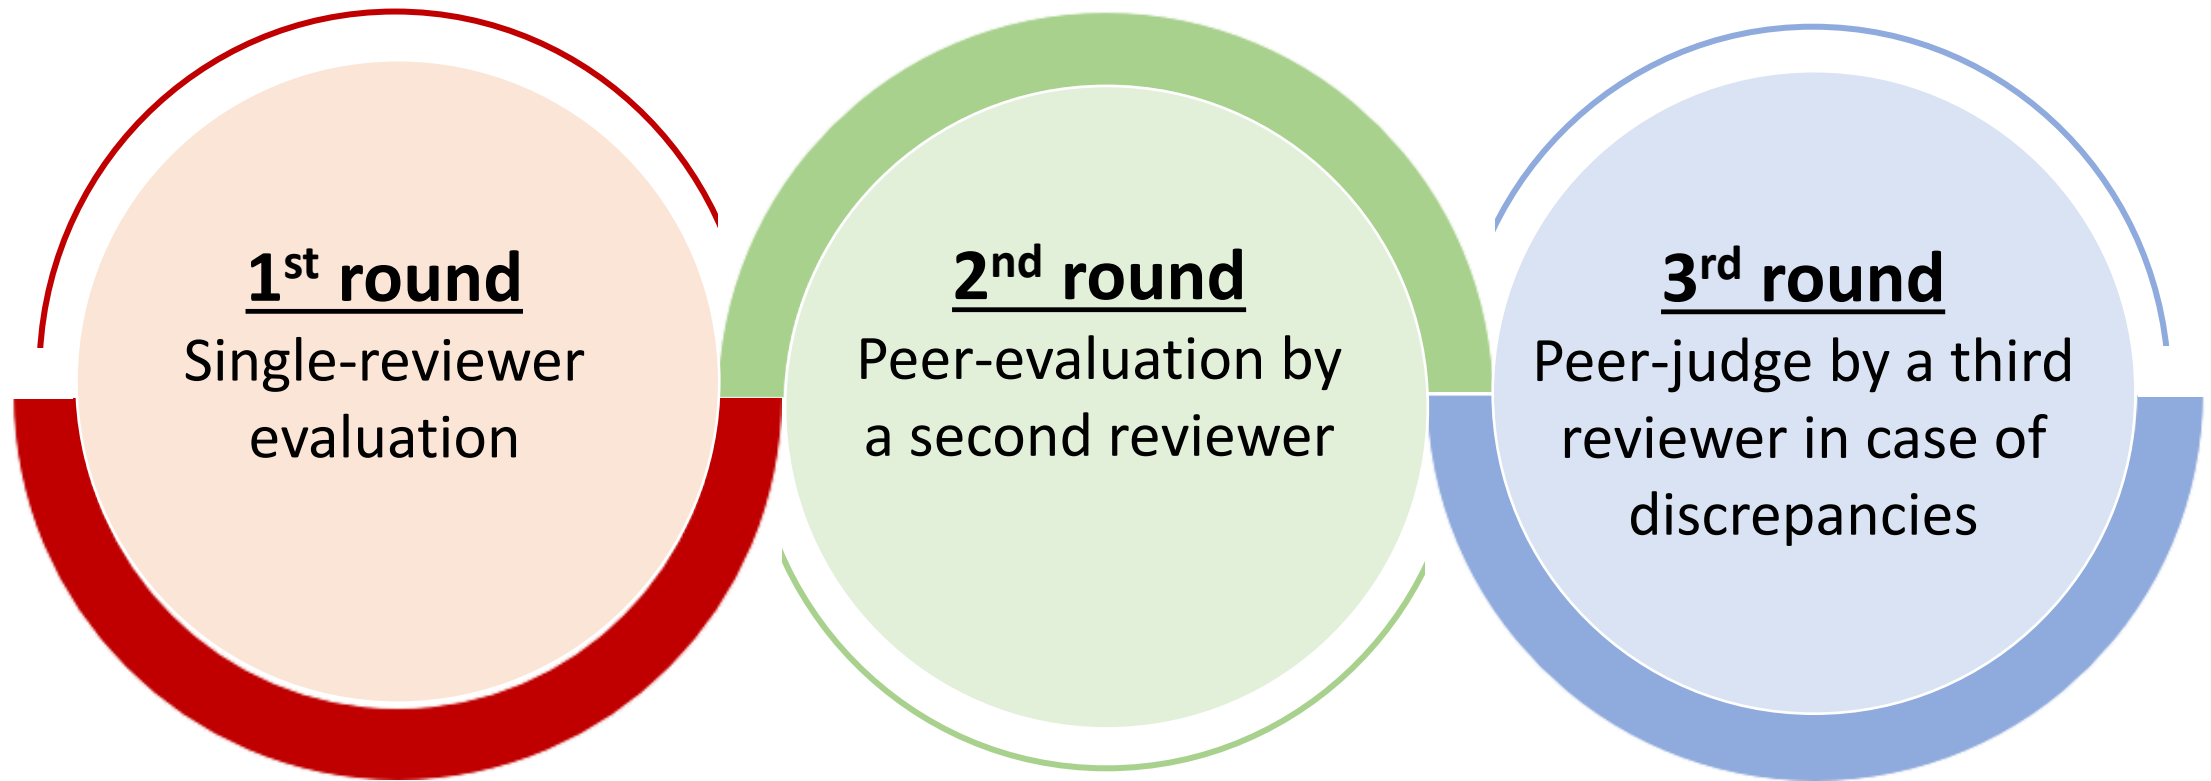 1st round
Single-reviewer
evaluation
2nd round
Peer-evaluation by
a second reviewer
3rd round
Peer-judge by a third
reviewer in case of
discrepancies